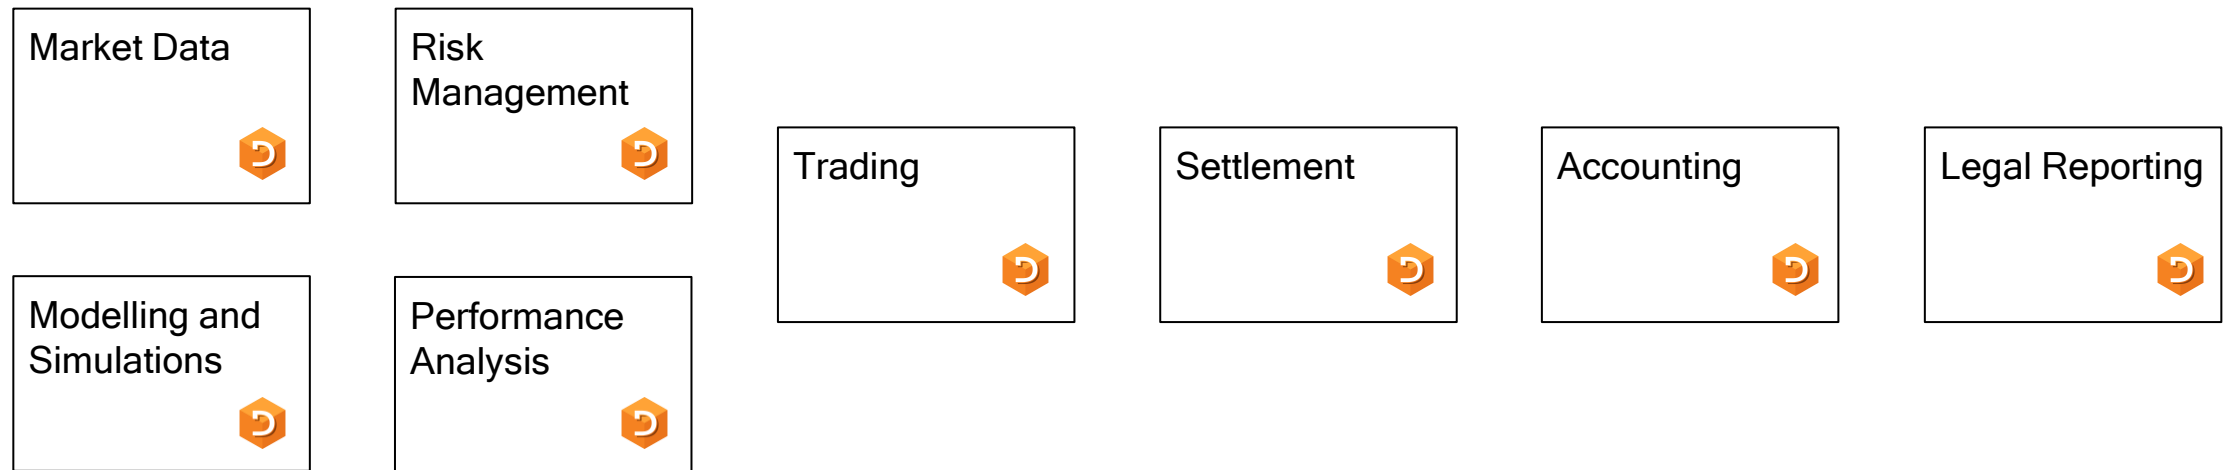 Market Data
Risk
Management
Trading
Settlement
Accounting
Legal Reporting
Modelling and
Simulations
Performance
Analysis